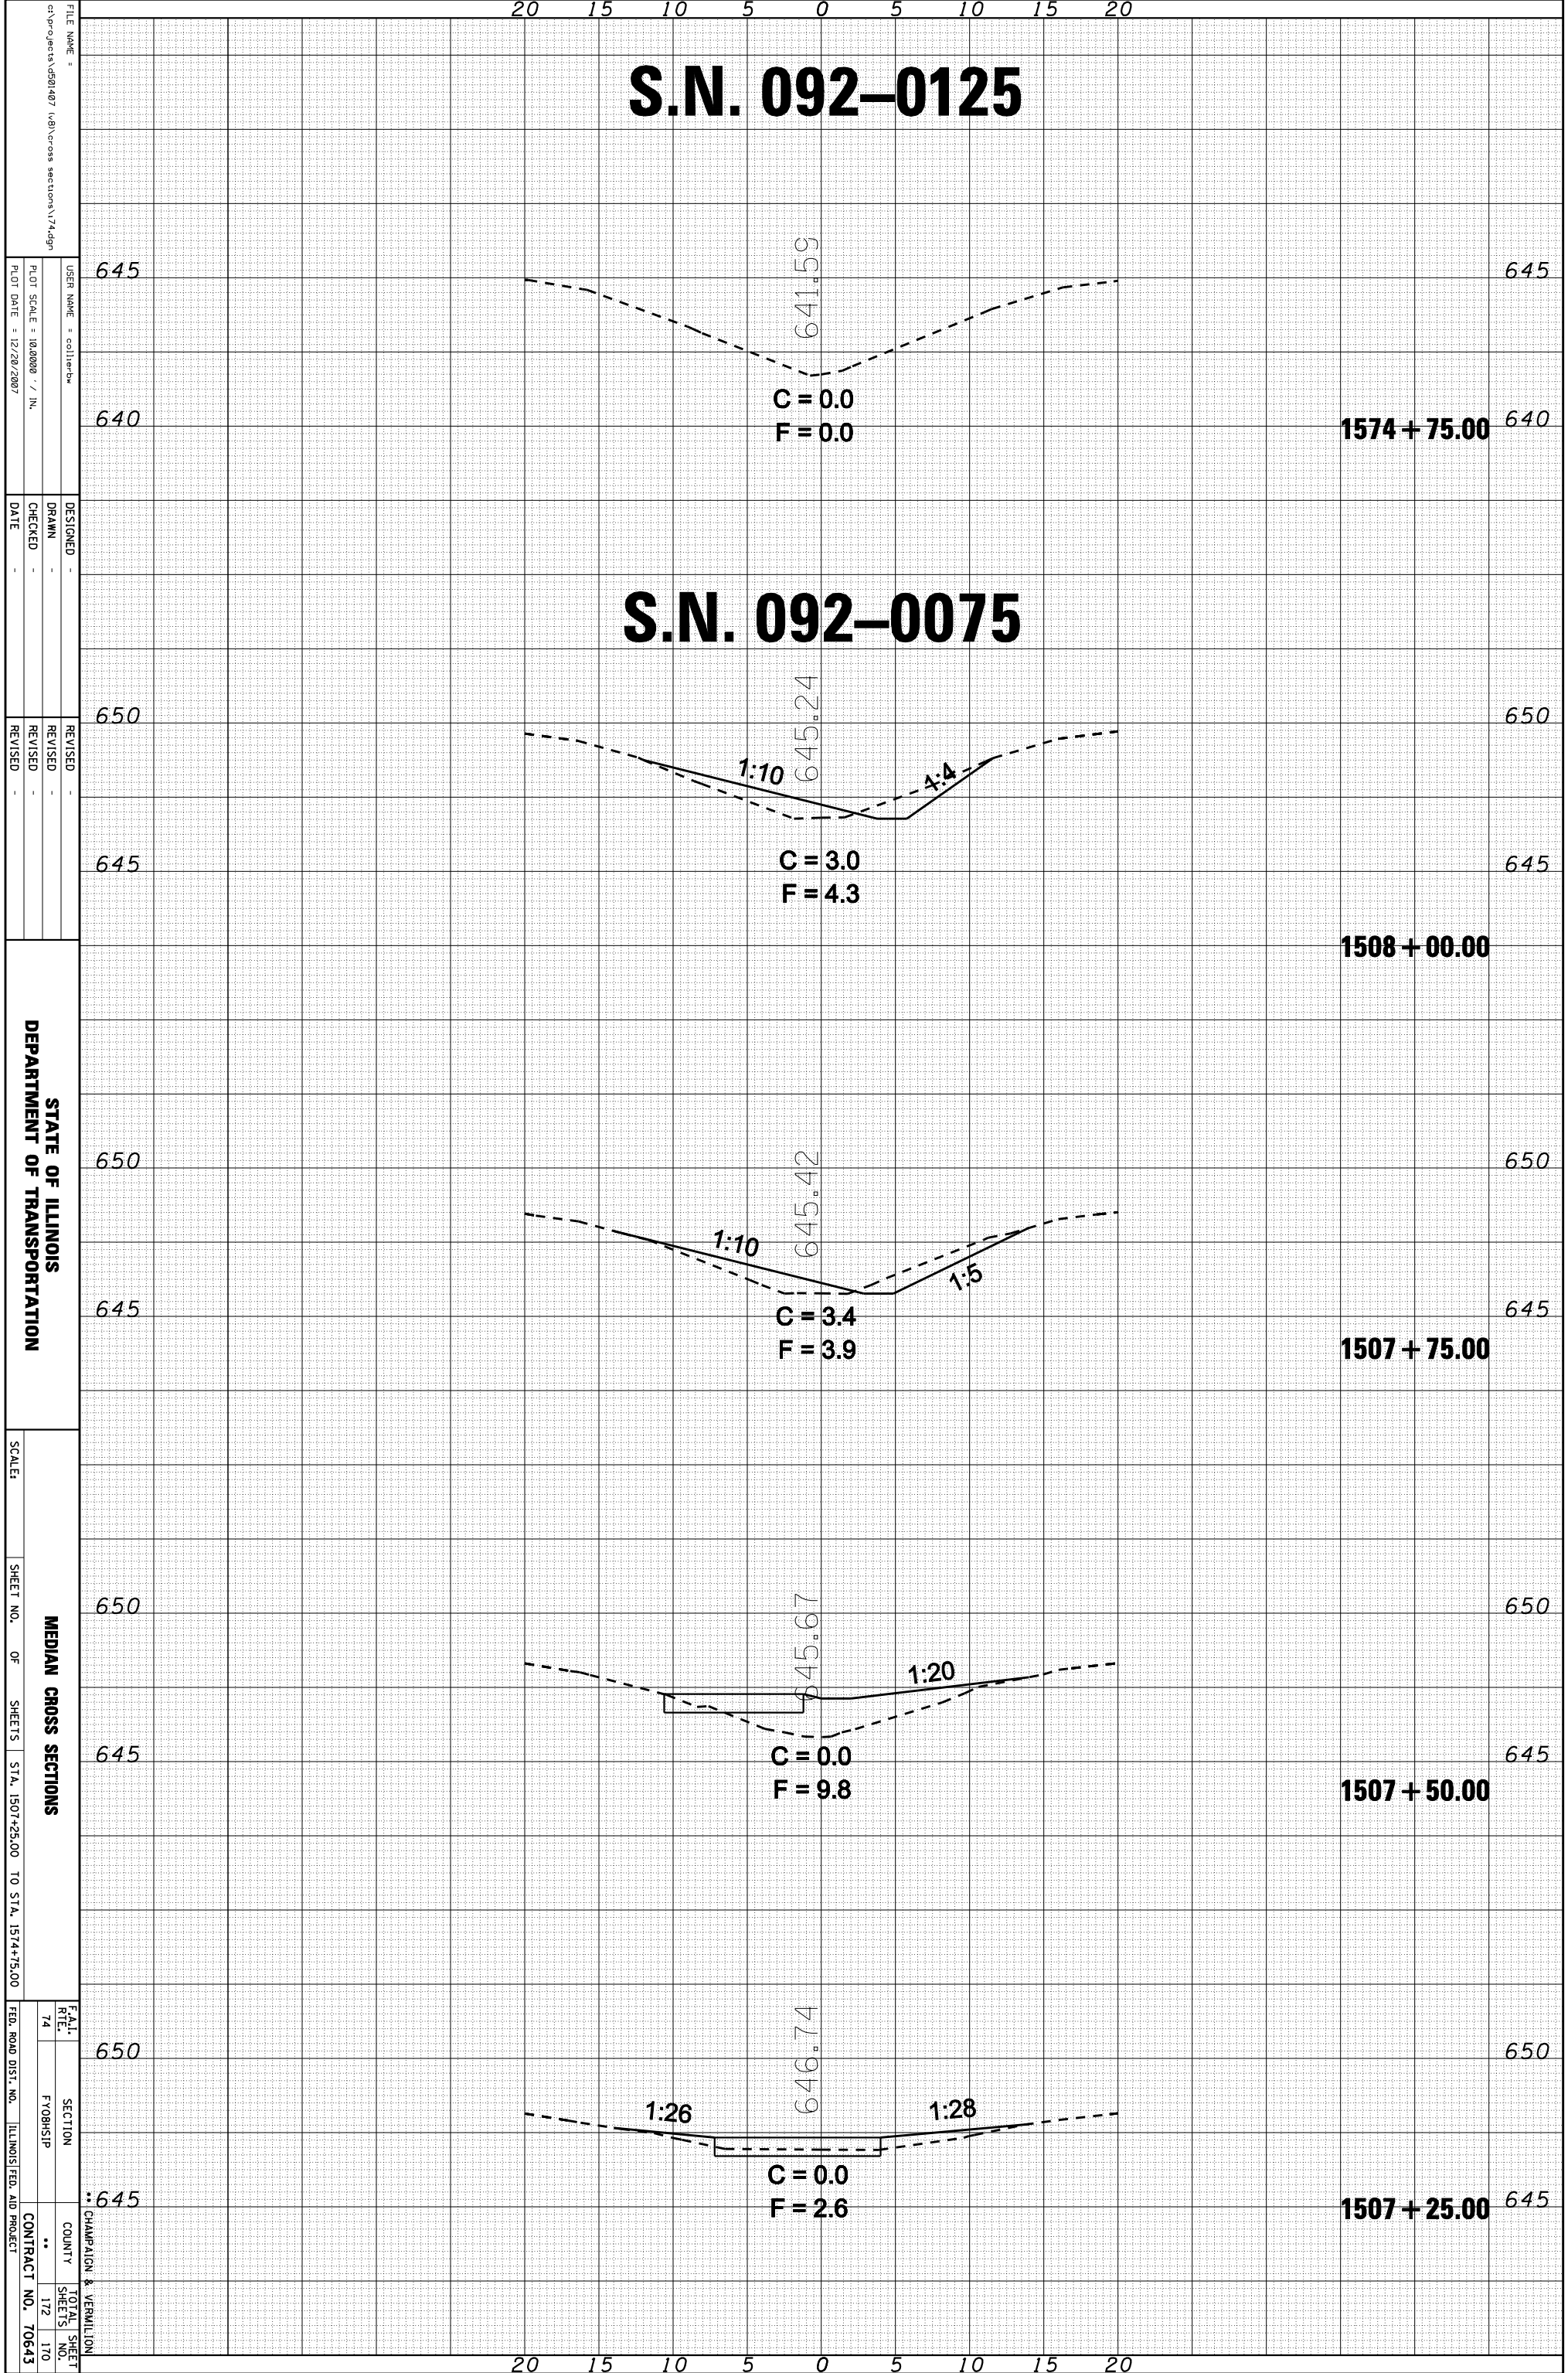 20 15 10 5 0 5 10 15 20
S.N. 092–0125
641.59
645 645
C = 0.0
F = 0.0
640 1574 + 75.00 640
S.N. 092–0075
645.24
650 650
1:10 1:4
C = 3.0
F = 4.3
645 645
1508 + 00.00
645.42
650 650
1:10 1:5
645 645
C = 3.4
F = 3.9
1507 + 75.00
645.67
650 650
1:20
C = 0.0
F = 9.8
645 645
1507 + 50.00
646.74
650 650
1:26 1:28
C = 0.0
F = 2.6
645 1507 + 25.00 645
20 15 10 5 0 5 10 15 20
FILE NAME =
c:\projects\d501407 (v8)\cross sections\i74.dgn
USER NAME = collierbw
PLOT SCALE = 10.0000 ' / IN.
PLOT DATE = 12/20/2007
DESIGNED -
DRAWN -
CHECKED -
DATE -
REVISED -
REVISED -
REVISED -
REVISED -
STATE OF ILLINOIS
DEPARTMENT OF TRANSPORTATION
MEDIAN CROSS SECTIONS
SCALE: SHEET NO. OF SHEETS STA. 1507+25.00 TO STA. 1574+75.00
F.A.I. RTE. SECTION COUNTY TOTAL SHEETS SHEET NO.
74 FY08HSIP ** 172 170
CONTRACT NO. 70643
FED. ROAD DIST. NO. ILLINOIS FED. AID PROJECT
** CHAMPAIGN & VERMILION